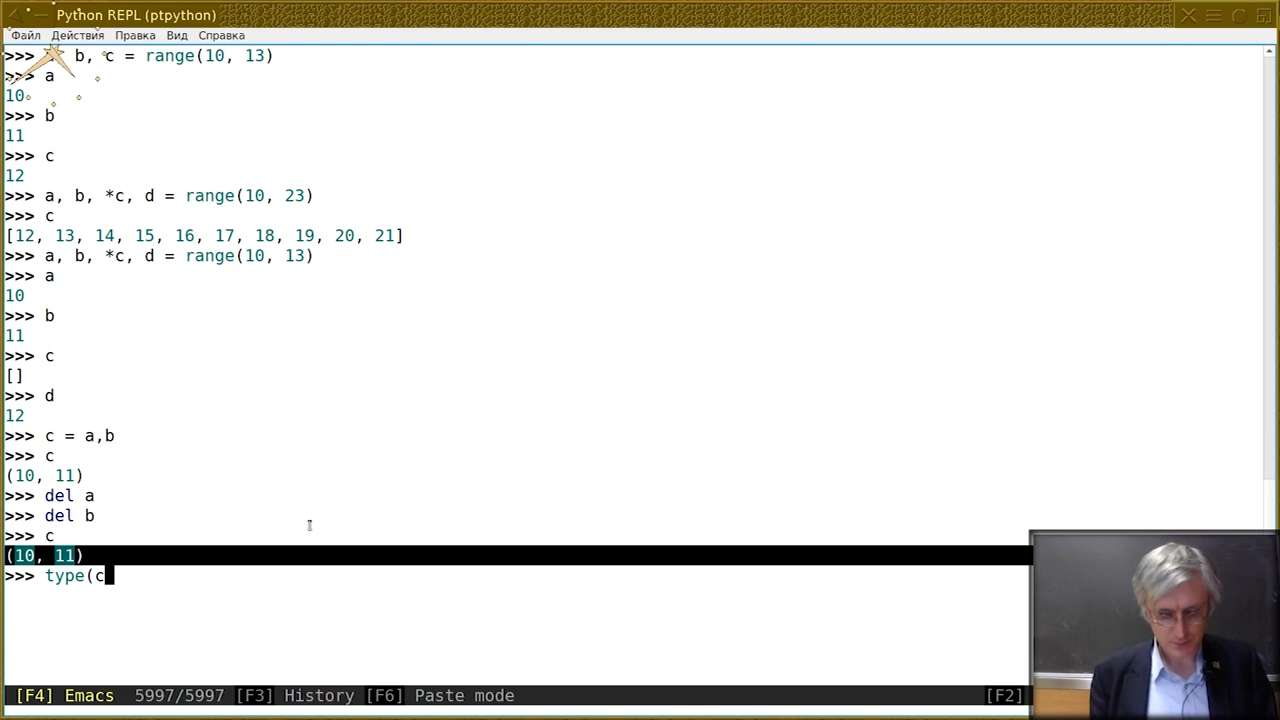 Python REPL (ptpython)
Файл Действия Правка Вид Справка
>>> b, c = range(10, 13)
>>> a
10
>>> b
11
>>> c
12
>>> a, b, *c, d = range(10, 23)
>>> c
[12, 13, 14, 15, 16, 17, 18, 19, 20, 21]
>>> a, b, *c, d = range(10, 13)
>>> a
10
>>> b
11
>>> c
[]
>>> d
12
>>> c = a,b
>>> c
(10, 11)
>>> del a
>>> del b
>>> c
(10, 11)
>>> type(c
[F4] Emacs 5997/5997 [F3] History [F6] Paste mode [F2]